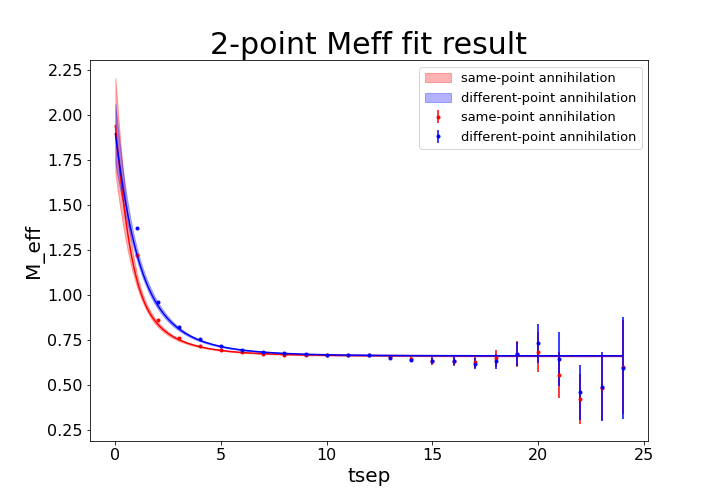 2-point Meff fit result
same-point annihilation
different-point annihilation
same-point annihilation
different-point annihilation
M_eff
2.25
2.00
1.75
1.50
1.25
1.00
0.75
0.50
0.25
0 5 10 15 20 25
tsep